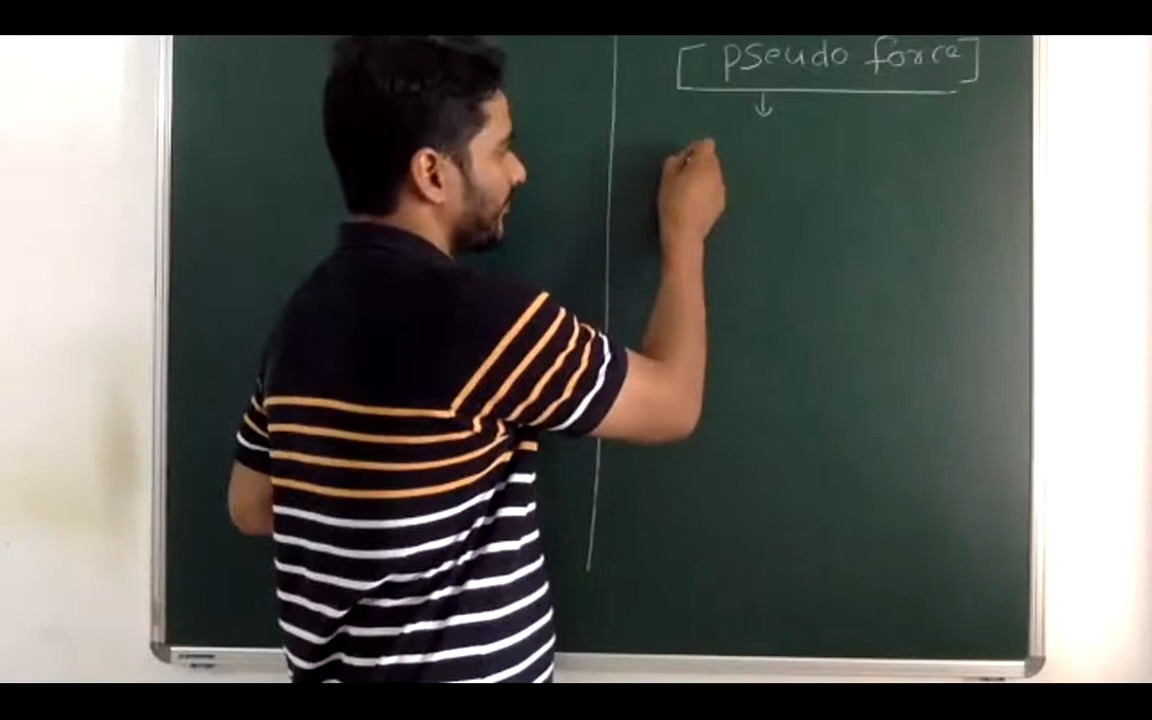 [ pseudo force ]
↓